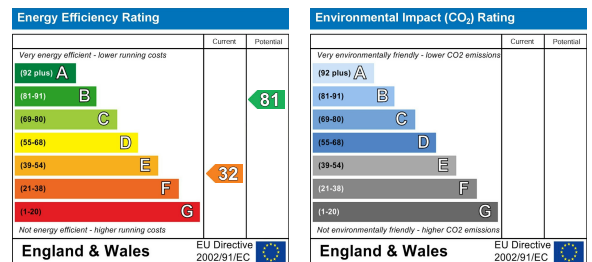 Energy Efficiency Rating
Current Potential
Very energy efficient - lower running costs
(92 plus) A
(81-91) B
81
(69-80) C
(55-68) D
(39-54) E
32
(21-38) F
(1-20) G
Not energy efficient - higher running costs
England & Wales
EU Directive
2002/91/EC
Environmental Impact (CO2) Rating
Current Potential
Very environmentally friendly - lower CO2 emissions
(92 plus) A
(81-91) B
(69-80) C
(55-68) D
(39-54) E
(21-38) F
(1-20) G
Not environmentally friendly - higher CO2 emissions
England & Wales
EU Directive
2002/91/EC